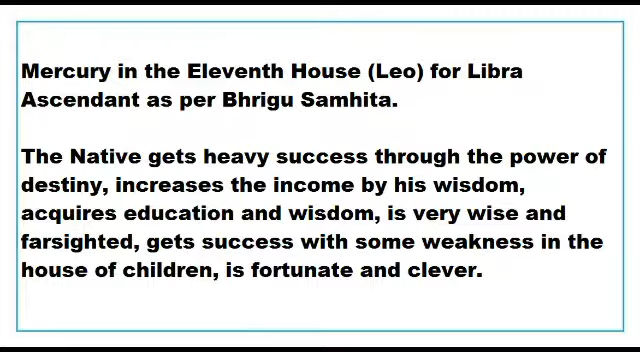 Mercury in the Eleventh House (Leo) for Libra
Ascendant as per Bhrigu Samhita.
The Native gets heavy success through the power of
destiny, increases the income by his wisdom,
acquires education and wisdom, is very wise and
farsighted, gets success with some weakness in the
house of children, is fortunate and clever.